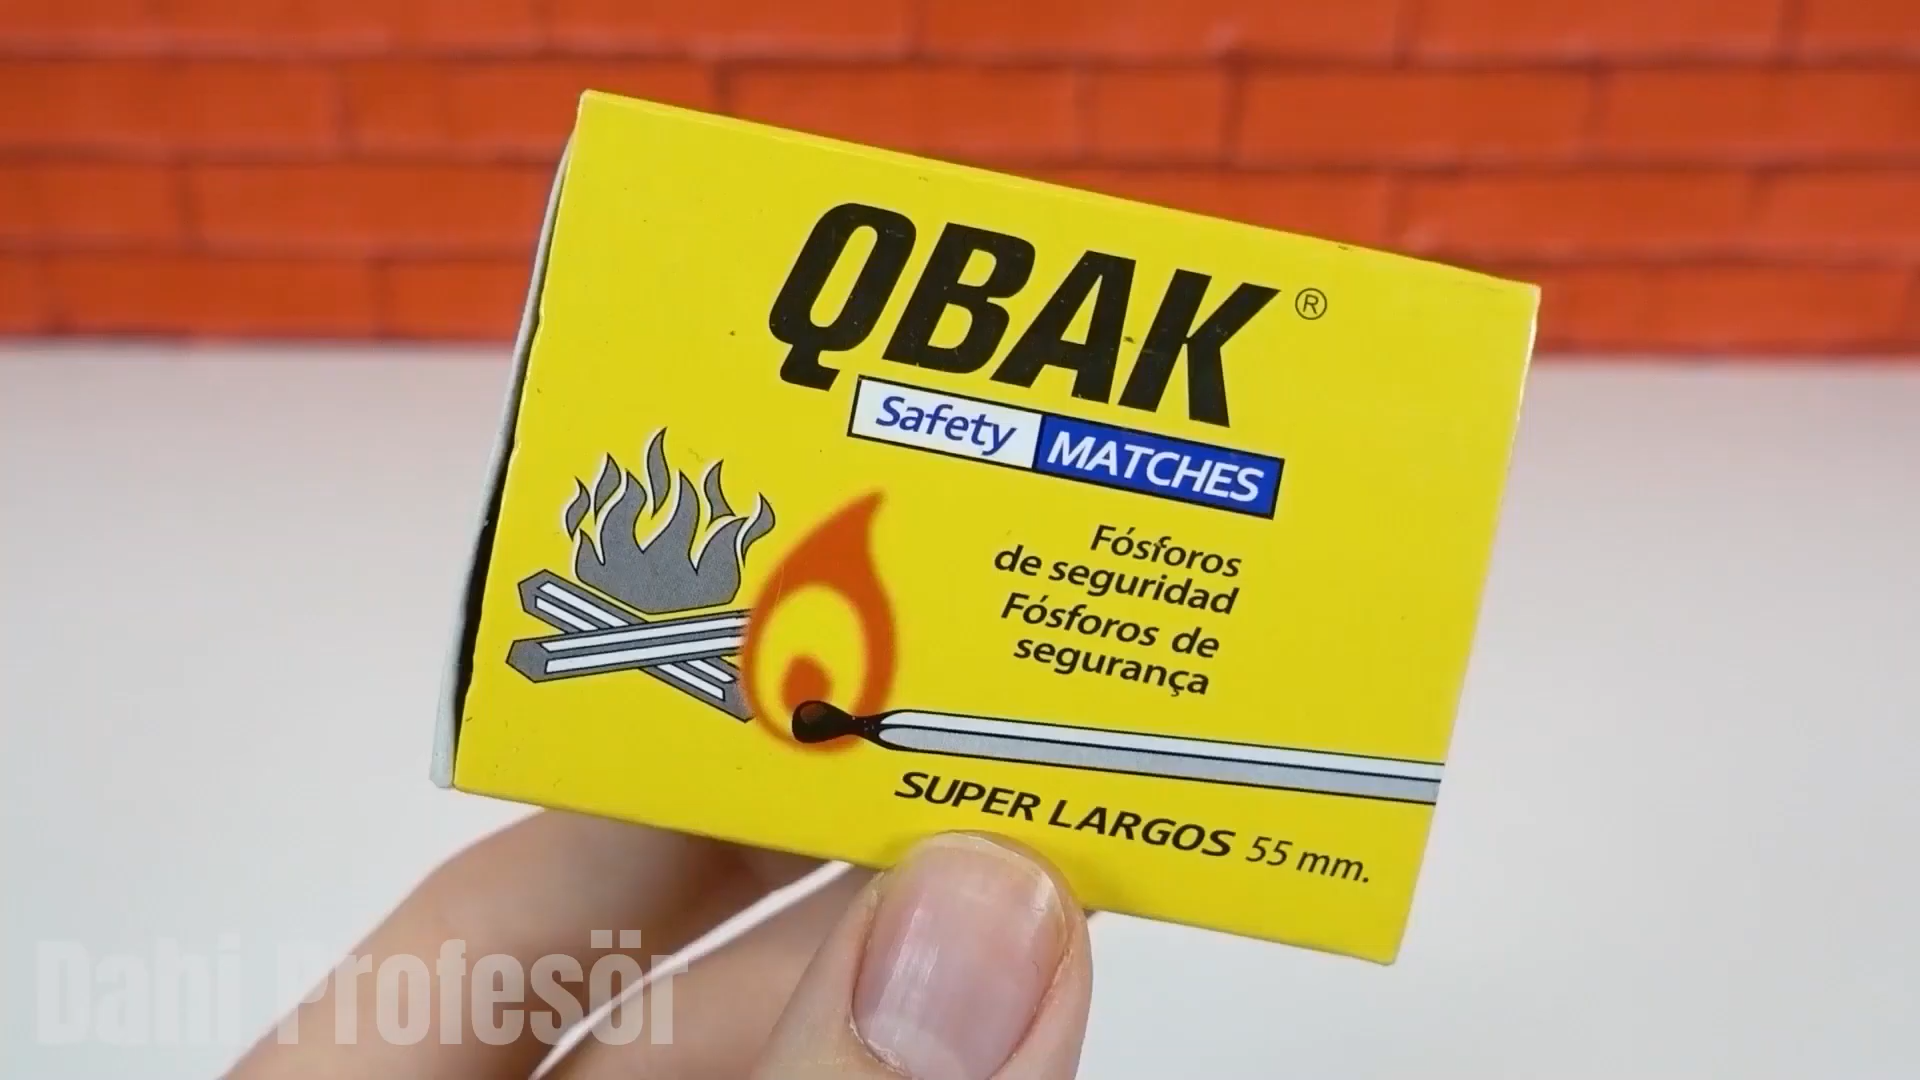 QBAK®
Safety MATCHES
Fósforos
de seguridad
Fósforos de
segurança
SUPER LARGOS 55 mm.
Dahi Profesör